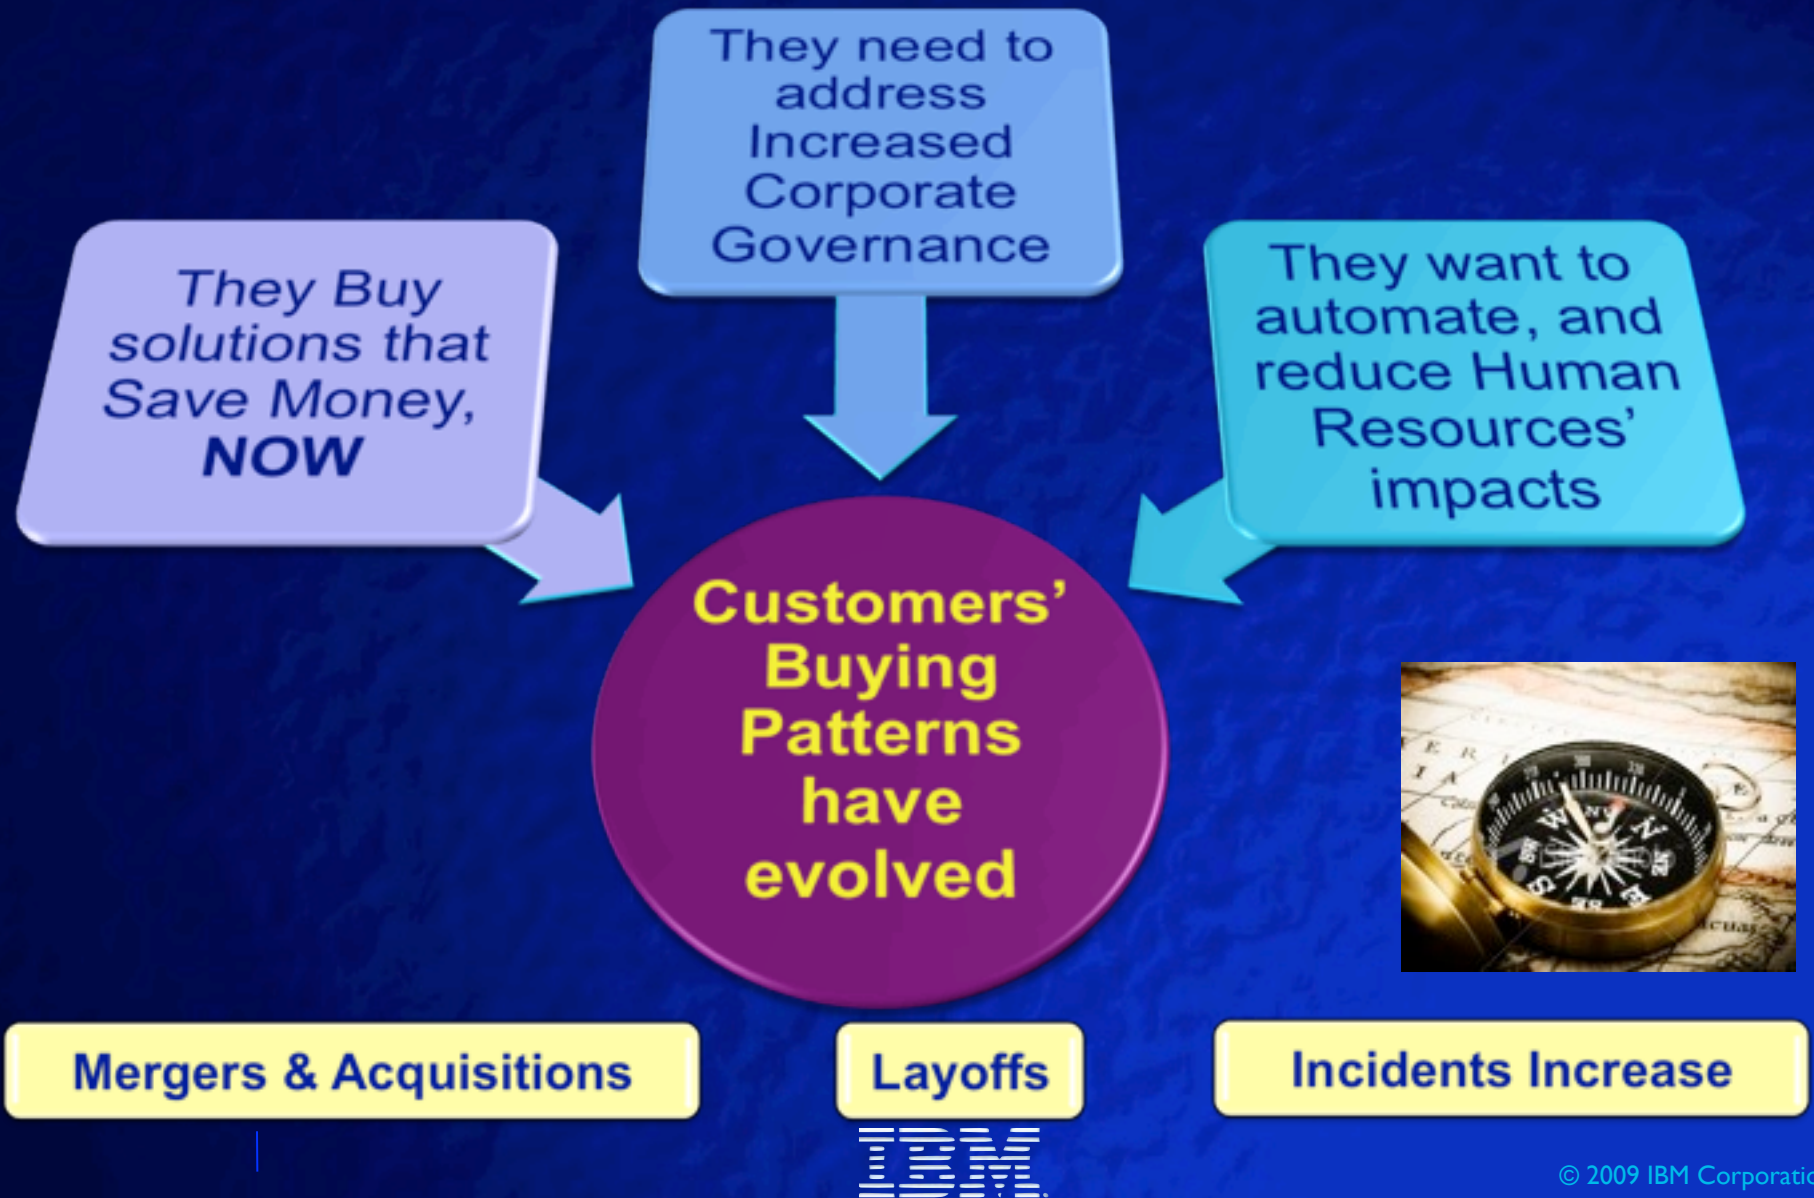 They need to
address
Increased
Corporate
Governance
They Buy
solutions that
Save Money,
NOW
They want to
automate, and
reduce Human
Resources’
impacts
Customers’
Buying
Patterns
have
evolved
Mergers & Acquisitions
Layoffs
Incidents Increase
IBM
© 2009 IBM Corporatio